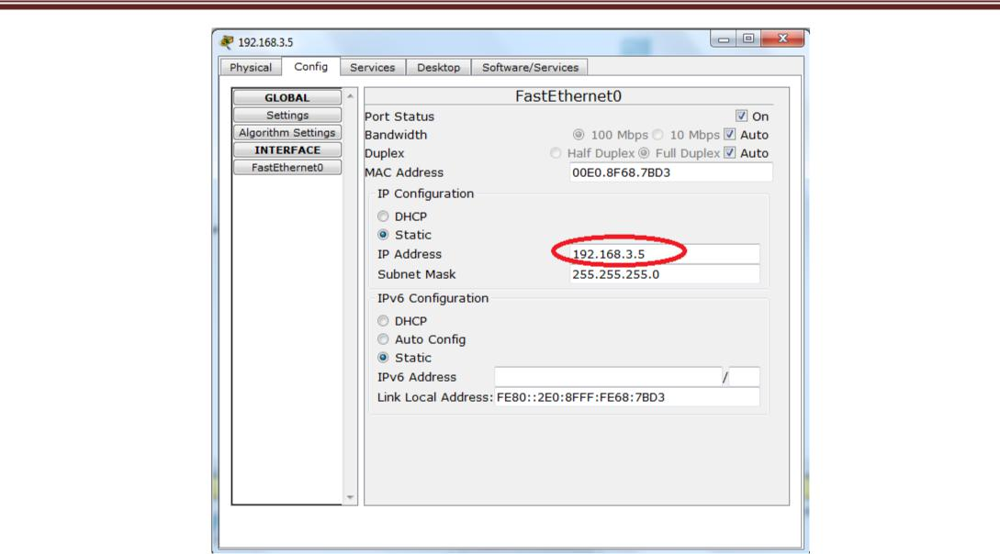 192.168.3.5
Physical Config Services Desktop Software/Services
GLOBAL
Settings
Algorithm Settings
INTERFACE
FastEthernet0
FastEthernet0
Port Status On
Bandwidth 100 Mbps 10 Mbps Auto
Duplex Half Duplex Full Duplex Auto
MAC Address 00E0.8F68.7BD3
IP Configuration
DHCP
Static
IP Address 192.168.3.5
Subnet Mask 255.255.255.0
IPv6 Configuration
DHCP
Auto Config
Static
IPv6 Address /
Link Local Address: FE80::2E0:8FFF:FE68:7BD3